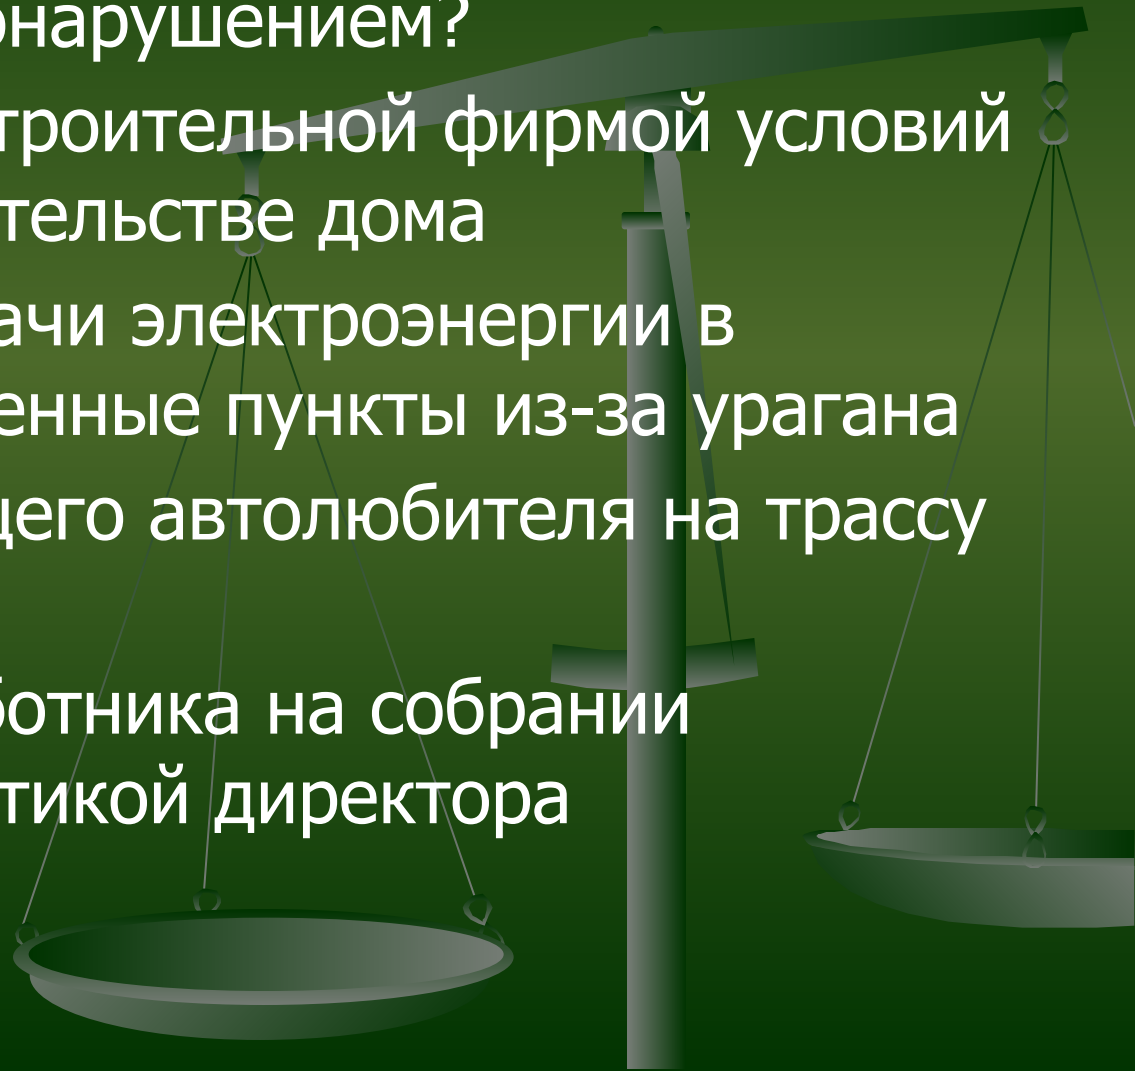 онарушением?
троительной фирмой условий
тельстве дома
ачи электроэнергии в
енные пункты из-за урагана
щего автолюбителя на трассу
ботника на собрании
тикой директора